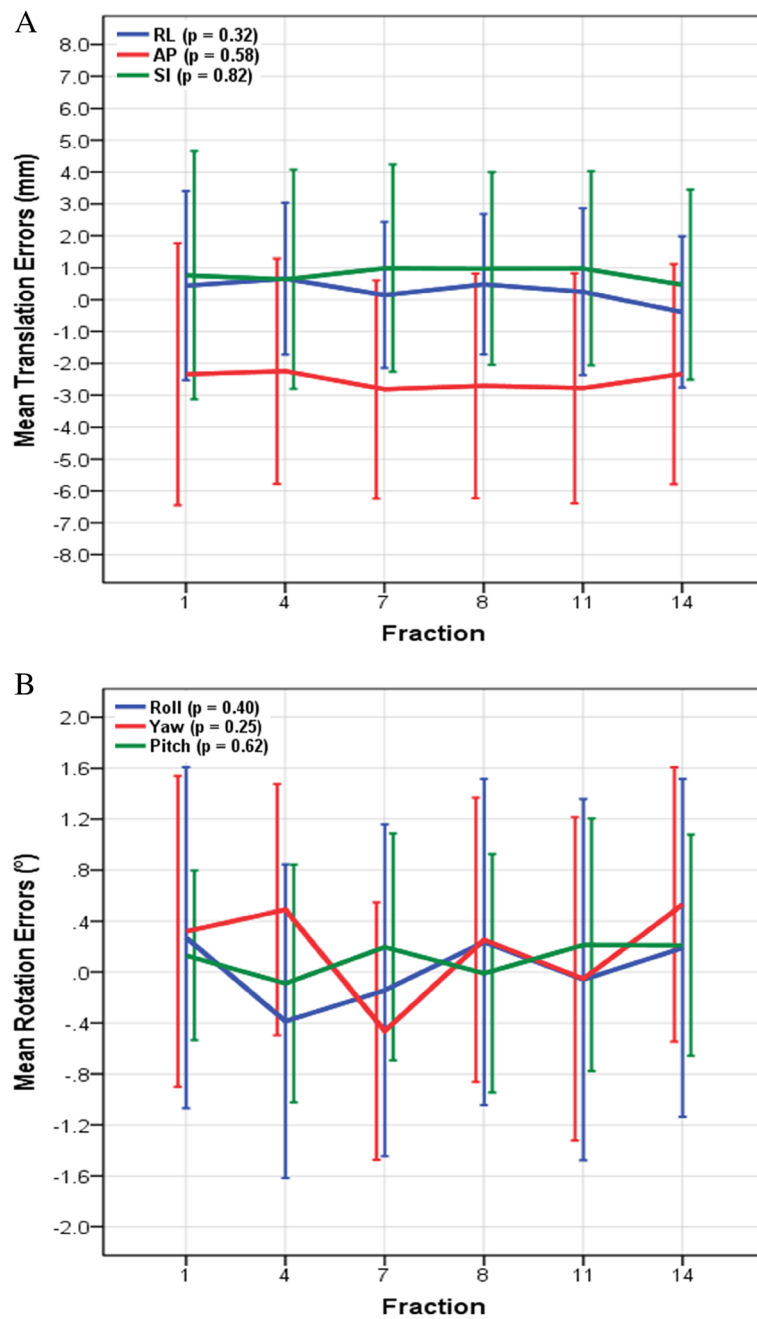 A
RL (p = 0.32)
AP (p = 0.58)
SI (p = 0.82)
Mean Translation Errors (mm)
8.0
7.0
6.0
5.0
4.0
3.0
2.0
1.0
.0
-1.0
-2.0
-3.0
-4.0
-5.0
-6.0
-7.0
-8.0
1 4 7 8 11 14
Fraction
B
Roll (p = 0.40)
Yaw (p = 0.25)
Pitch (p = 0.62)
Mean Rotation Errors (º)
2.0
1.6
1.2
.8
.4
.0
-.4
-.8
-1.2
-1.6
-2.0
1 4 7 8 11 14
Fraction